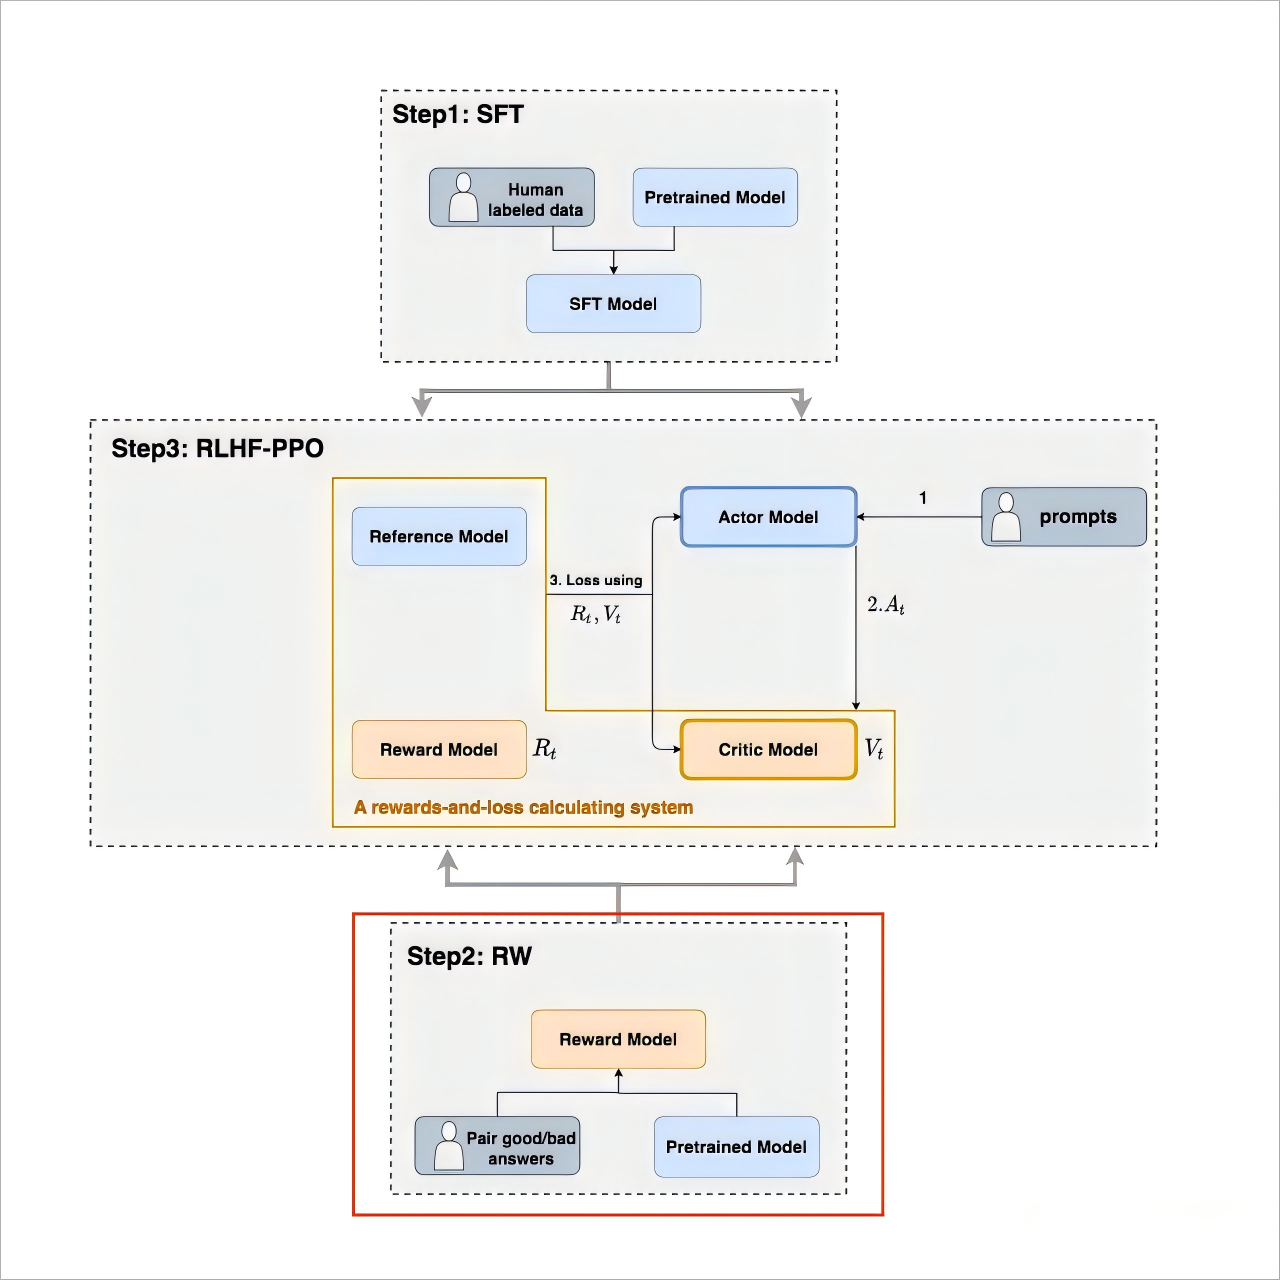 Step1: SFT
Human
labeled data
Pretrained Model
SFT Model
Step3: RLHF-PPO
Reference Model
Actor Model
1
prompts
3. Loss using
R_t, V_t
2.A_t
Reward Model
R_t
Critic Model
V_t
A rewards-and-loss calculating system
Step2: RW
Reward Model
Pair good/bad
answers
Pretrained Model